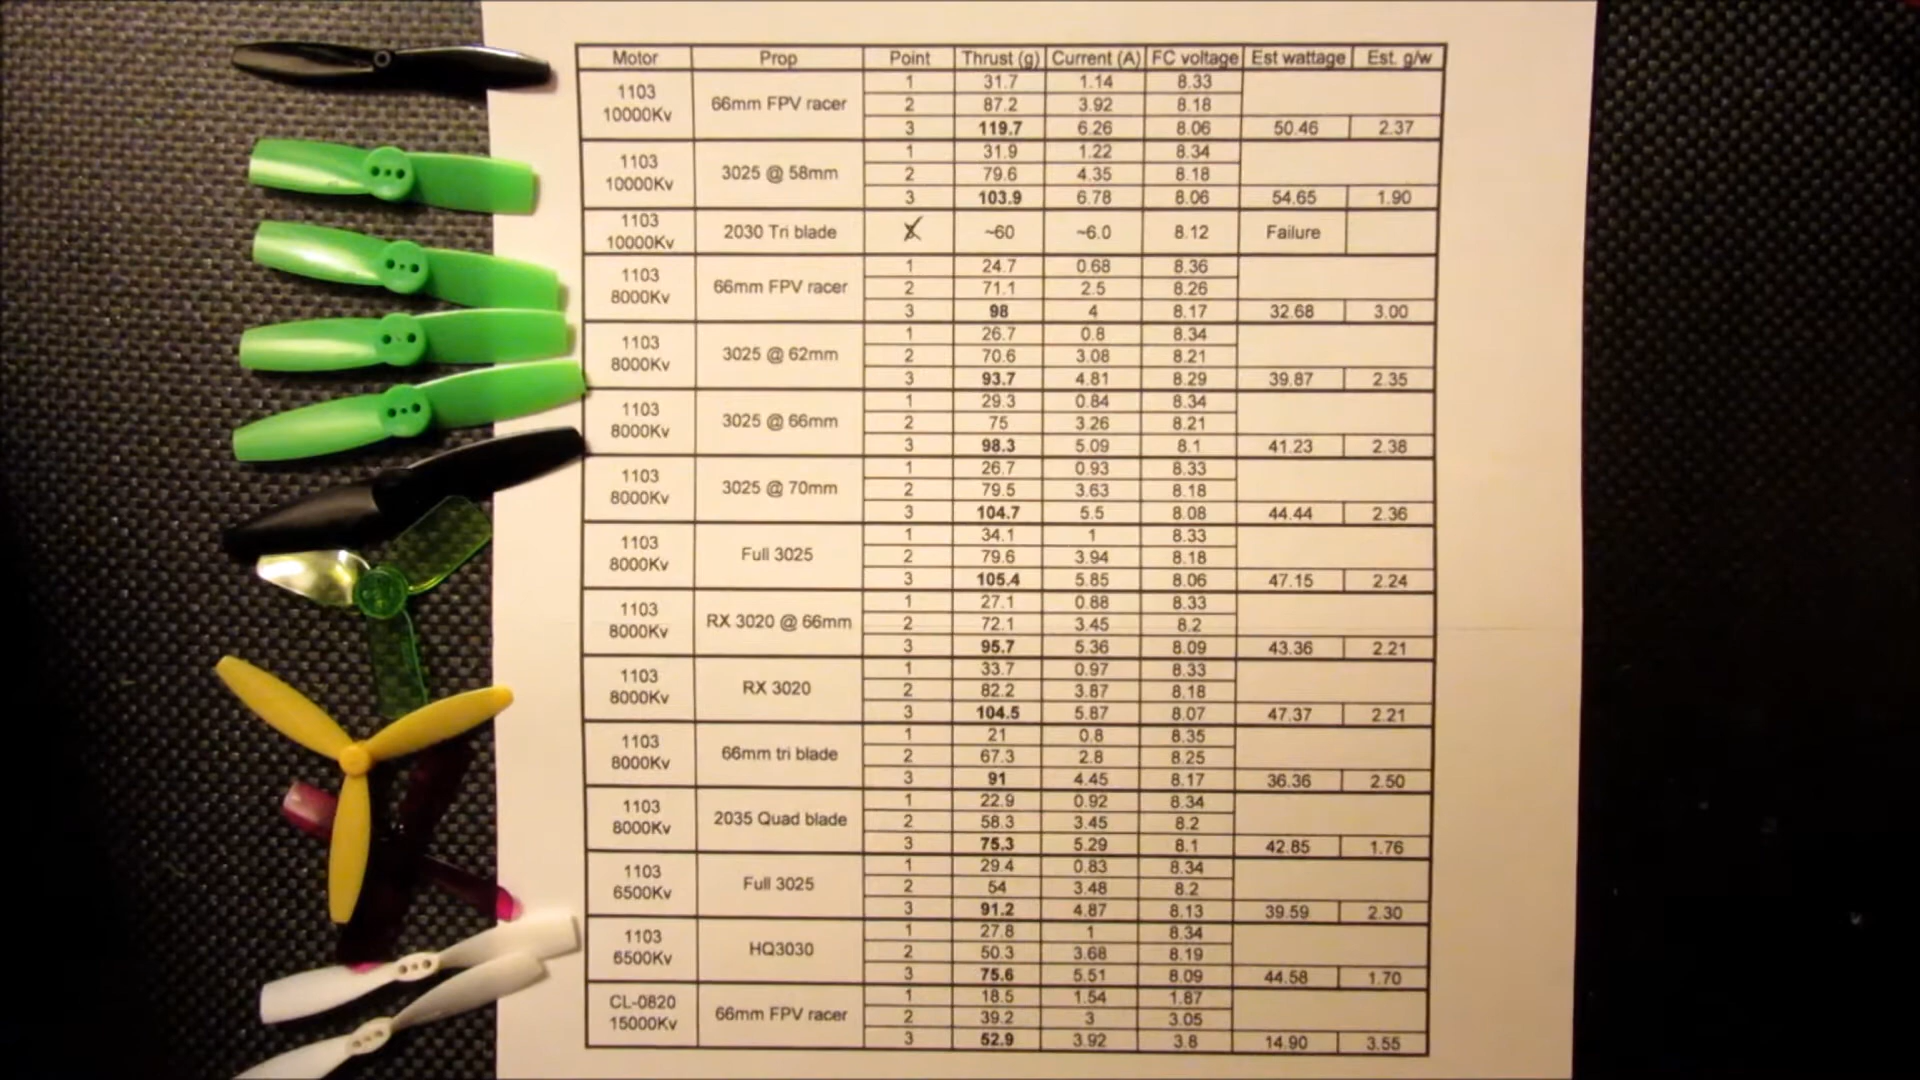 Motor Prop Point Thrust (g) Current (A) FC voltage Est wattage Est. g/w
1103 10000Kv 66mm FPV racer 1 31.7 1.14 8.33
2 87.2 3.92 8.18
3 119.7 6.26 8.06 50.46 2.37
1103 10000Kv 3025 @ 58mm 1 31.9 1.22 8.34
2 79.6 4.35 8.18
3 103.9 6.78 8.06 54.65 1.90
1103 10000Kv 2030 Tri blade ~60 ~6.0 8.12 Failure
1103 8000Kv 66mm FPV racer 1 24.7 0.68 8.36
2 71.1 2.5 8.26
3 98 4 8.17 32.68 3.00
1103 8000Kv 3025 @ 62mm 1 26.7 0.8 8.34
2 70.6 3.08 8.21
3 93.7 4.81 8.29 39.87 2.35
1103 8000Kv 3025 @ 66mm 1 29.3 0.84 8.34
2 75 3.26 8.21
3 98.3 5.09 8.1 41.23 2.38
1103 8000Kv 3025 @ 70mm 1 26.7 0.93 8.33
2 79.5 3.63 8.18
3 104.7 5.5 8.08 44.44 2.36
1103 8000Kv Full 3025 1 34.1 1 8.33
2 79.6 3.94 8.18
3 105.4 5.85 8.06 47.15 2.24
1103 8000Kv RX 3020 @ 66mm 1 27.1 0.88 8.33
2 72.1 3.45 8.2
3 95.7 5.36 8.09 43.36 2.21
1103 8000Kv RX 3020 1 33.7 0.97 8.33
2 82.2 3.87 8.18
3 104.5 5.87 8.07 47.37 2.21
1103 8000Kv 66mm tri blade 1 21 0.8 8.35
2 67.3 2.8 8.25
3 91 4.45 8.17 36.36 2.50
1103 8000Kv 2035 Quad blade 1 22.9 0.92 8.34
2 58.3 3.45 8.2
3 75.3 5.29 8.1 42.85 1.76
1103 6500Kv Full 3025 1 29.4 0.83 8.34
2 54 3.48 8.2
3 91.2 4.87 8.13 39.59 2.30
1103 6500Kv HQ3030 1 27.8 1 8.34
2 50.3 3.68 8.19
3 75.6 5.51 8.09 44.58 1.70
CL-0820 15000Kv 66mm FPV racer 1 18.5 1.54 1.87
2 39.2 3 3.05
3 52.9 3.92 3.8 14.90 3.55